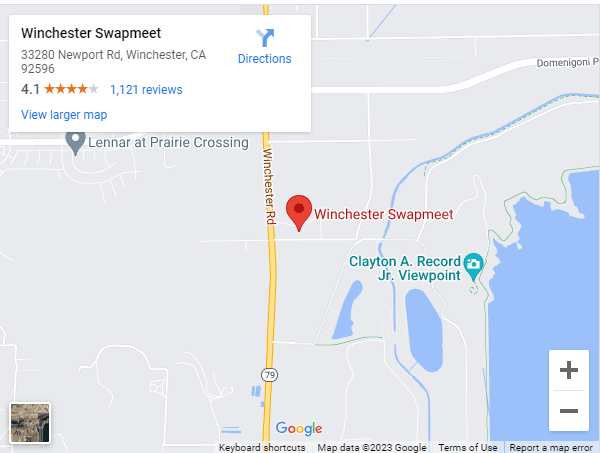 Winchester Swapmeet
33280 Newport Rd, Winchester, CA
92596
Directions
4.1
1,121 reviews
View larger map
Domenigoni P
Lennar at Prairie Crossing
Winchester Rd
Winchester Swapmeet
Clayton A. Record
Jr. Viewpoint
79
Google
Keyboard shortcuts
Map data ©2023 Google
Terms of Use
Report a map error